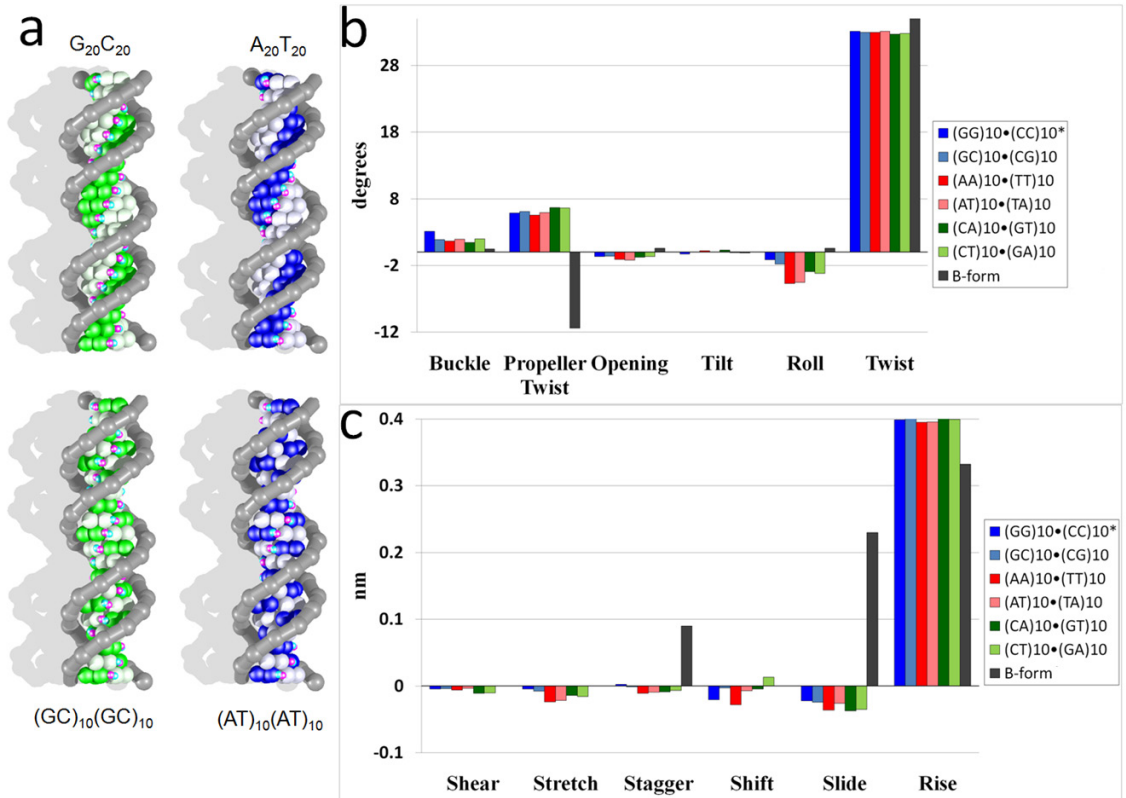 a
G20C20
A20T20
(GC)10(GC)10
(AT)10(AT)10
b
degrees
28
18
8
-2
-12
Buckle
Propeller
Twist
Opening
Tilt
Roll
Twist
(GG)10•(CC)10*
(GC)10•(CG)10
(AA)10•(TT)10
(AT)10•(TA)10
(CA)10•(GT)10
(CT)10•(GA)10
B-form
c
nm
0.4
0.3
0.2
0.1
0
-0.1
Shear
Stretch
Stagger
Shift
Slide
Rise
(GG)10•(CC)10*
(GC)10•(CG)10
(AA)10•(TT)10
(AT)10•(TA)10
(CA)10•(GT)10
(CT)10•(GA)10
B-form